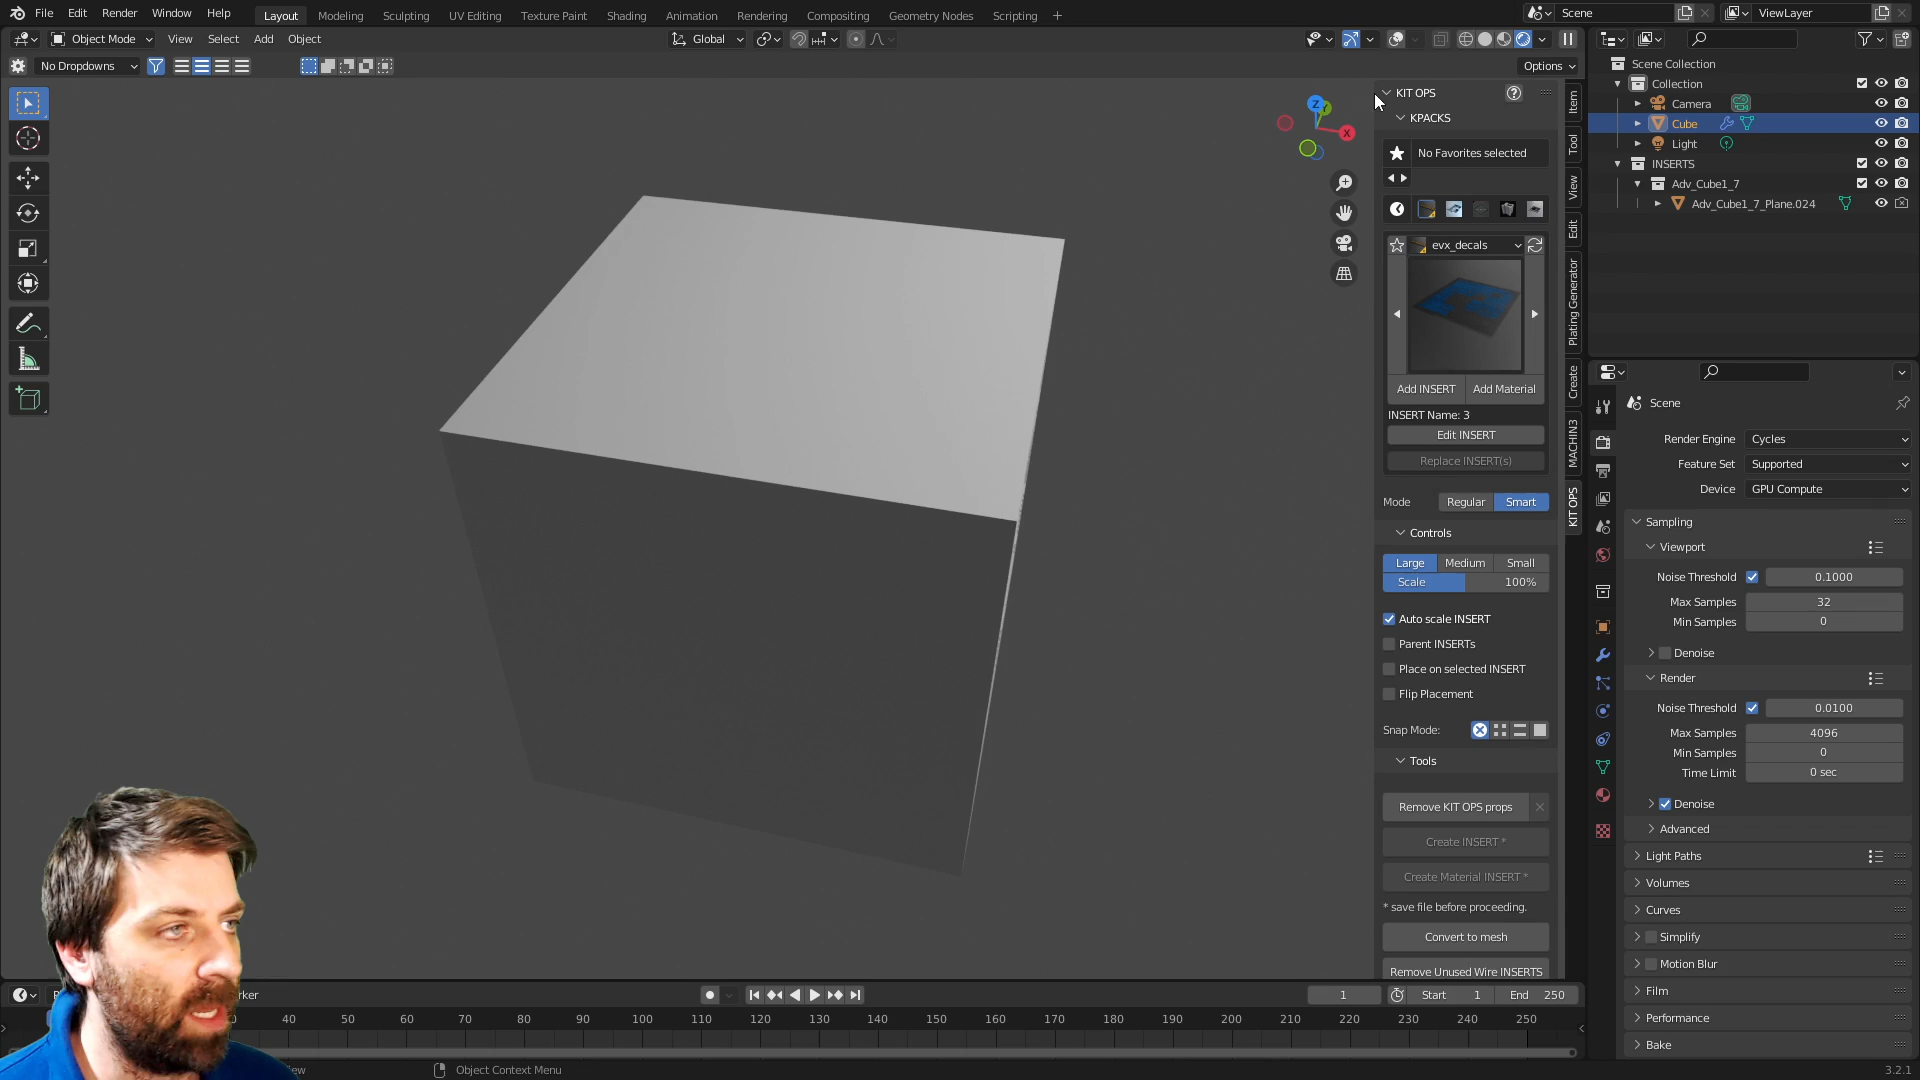 File Edit Render Window Help
Layout Modeling Sculpting UV Editing Texture Paint Shading Animation Rendering Compositing Geometry Nodes Scripting +
Scene
ViewLayer
Object Mode View Select Add Object
Global
No Dropdowns
Options
Z
X
KIT OPS
KPACKS
No Favorites selected
evx_decals
Add INSERT Add Material
INSERT Name: 3
Edit INSERT
Replace INSERT(s)
Mode Regular Smart
Controls
Large Medium Small
Scale 100%
Auto scale INSERT
Parent INSERTs
Place on selected INSERT
Flip Placement
Snap Mode:
Tools
Remove KIT OPS props
Create INSERT *
Create Material INSERT *
* save file before proceeding.
Convert to mesh
Remove Unused Wire INSERTS
Item
Tool
View
Edit
Plating Generator
Create
MACHIN3
KIT OPS
Scene Collection
Collection
Camera
Cube
Light
INSERTS
Adv_Cube1_7
Adv_Cube1_7_Plane.024
Scene
Render Engine Cycles
Feature Set Supported
Device GPU Compute
Sampling
Viewport
Noise Threshold 0.1000
Max Samples 32
Min Samples 0
Denoise
Render
Noise Threshold 0.0100
Max Samples 4096
Min Samples 0
Time Limit 0 sec
Denoise
Advanced
Light Paths
Volumes
Curves
Simplify
Motion Blur
Film
Performance
Bake
rker
1 Start 1 End 250
40 50 60 70 80 90 100 110 120 130 140 150 160 170 180 190 200 210 220 230 240 250
Object Context Menu
3.2.1